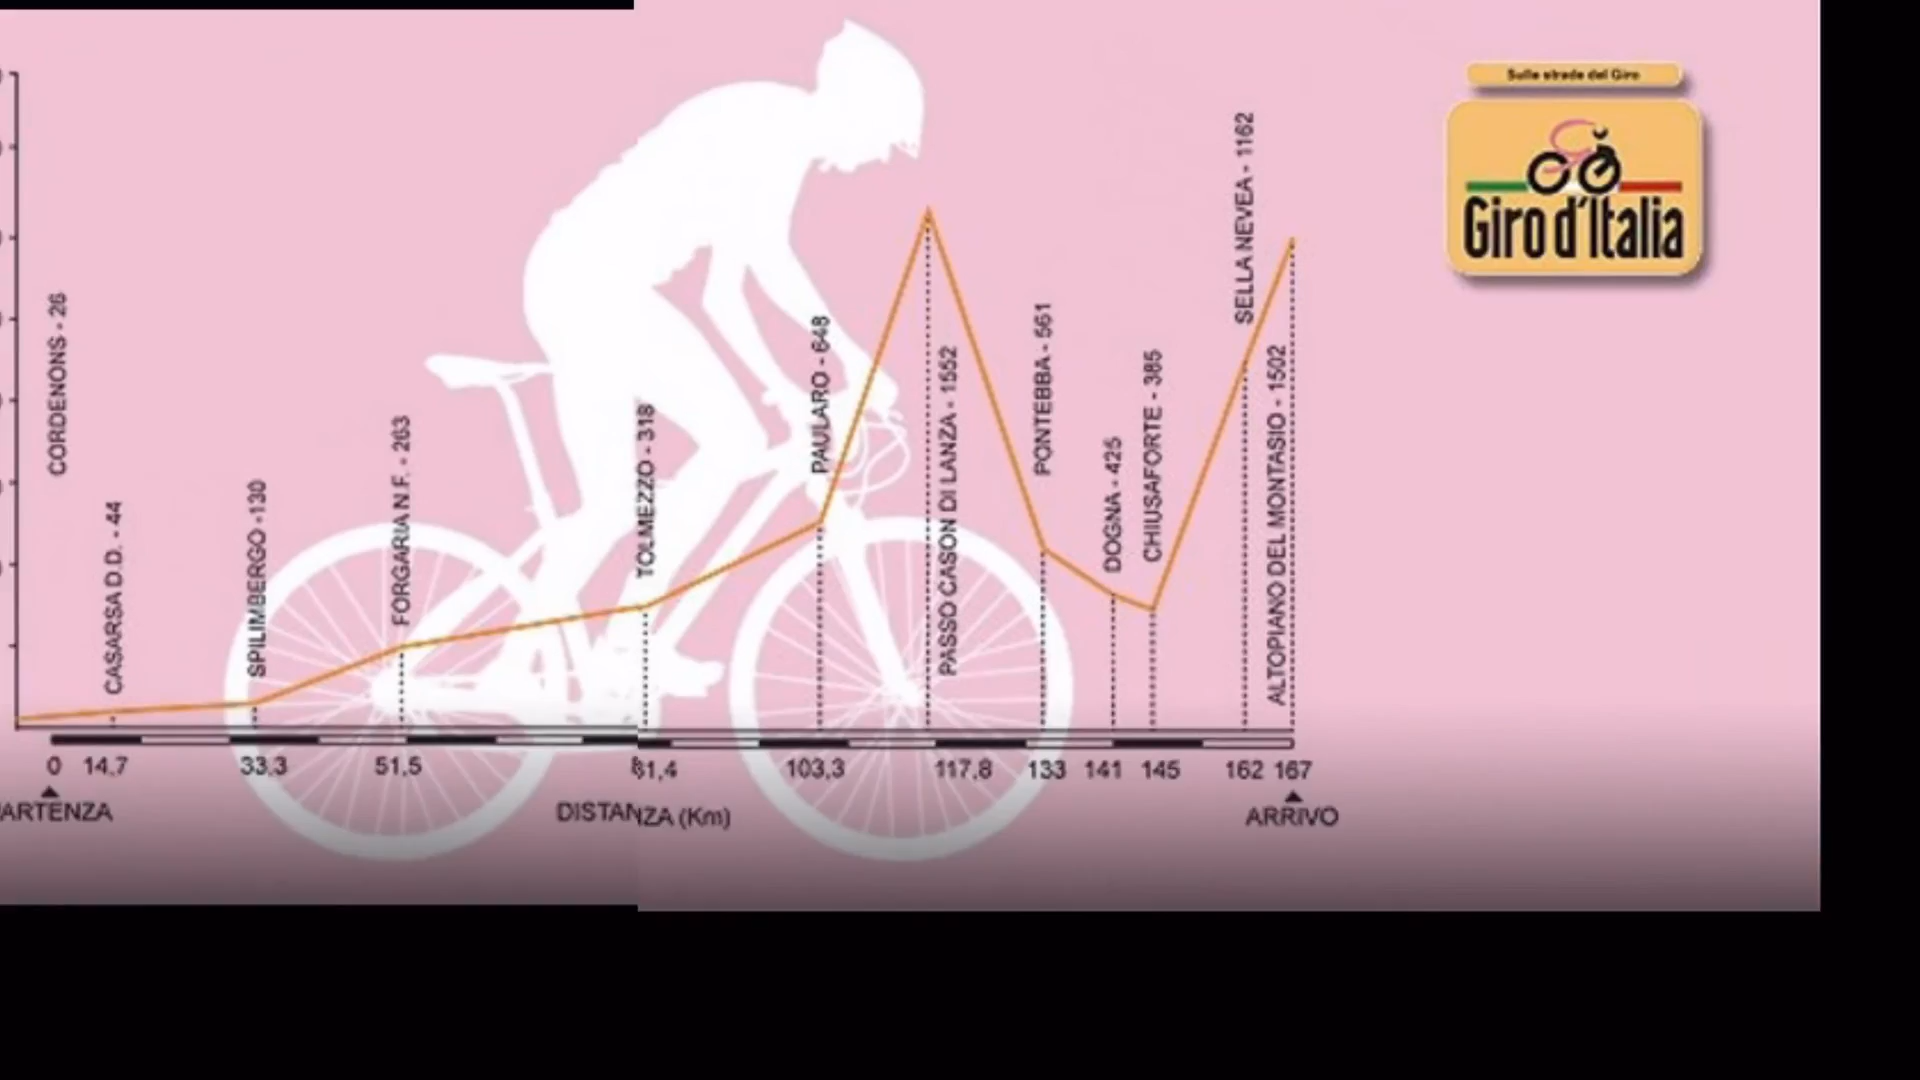 Sulle strade del Giro
Giro d'Italia
CORDENONS - 26
CASARSA D.D. - 44
SPILIMBERGO -130
FORGARIA N.F. - 263
TOLMEZZO - 318
PAULARO - 648
PASSO CASON DI LANZA - 1552
PONTEBBA - 561
DOGNA - 425
CHIUSAFORTE - 385
SELLA NEVEA - 1162
ALTOPIANO DEL MONTASIO - 1502
0 14,7 33,3 51,5 81,4 103,3 117,8 133 141 145 162 167
ARTENZA
DISTANZA (Km)
ARRIVO